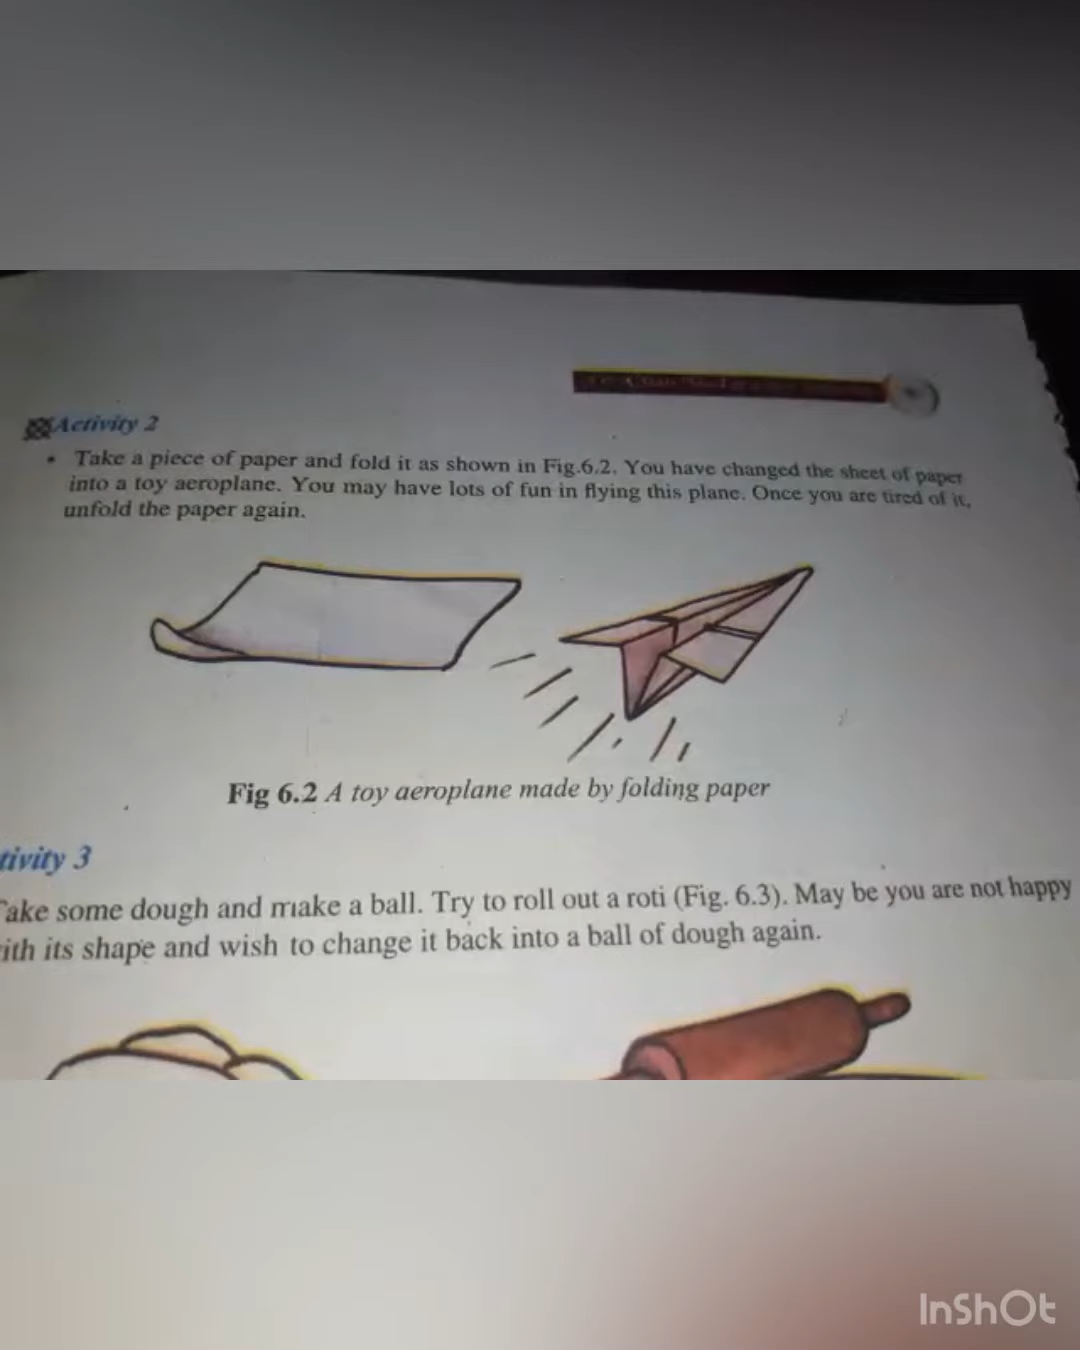 Activity 2
• Take a piece of paper and fold it as shown in Fig.6.2. You have changed the sheet of paper
into a toy aeroplane. You may have lots of fun in flying this plane. Once you are tired of it,
unfold the paper again.
Fig 6.2 A toy aeroplane made by folding paper
tivity 3
ake some dough and make a ball. Try to roll out a roti (Fig. 6.3). May be you are not happy
ith its shape and wish to change it back into a ball of dough again.
InShOt